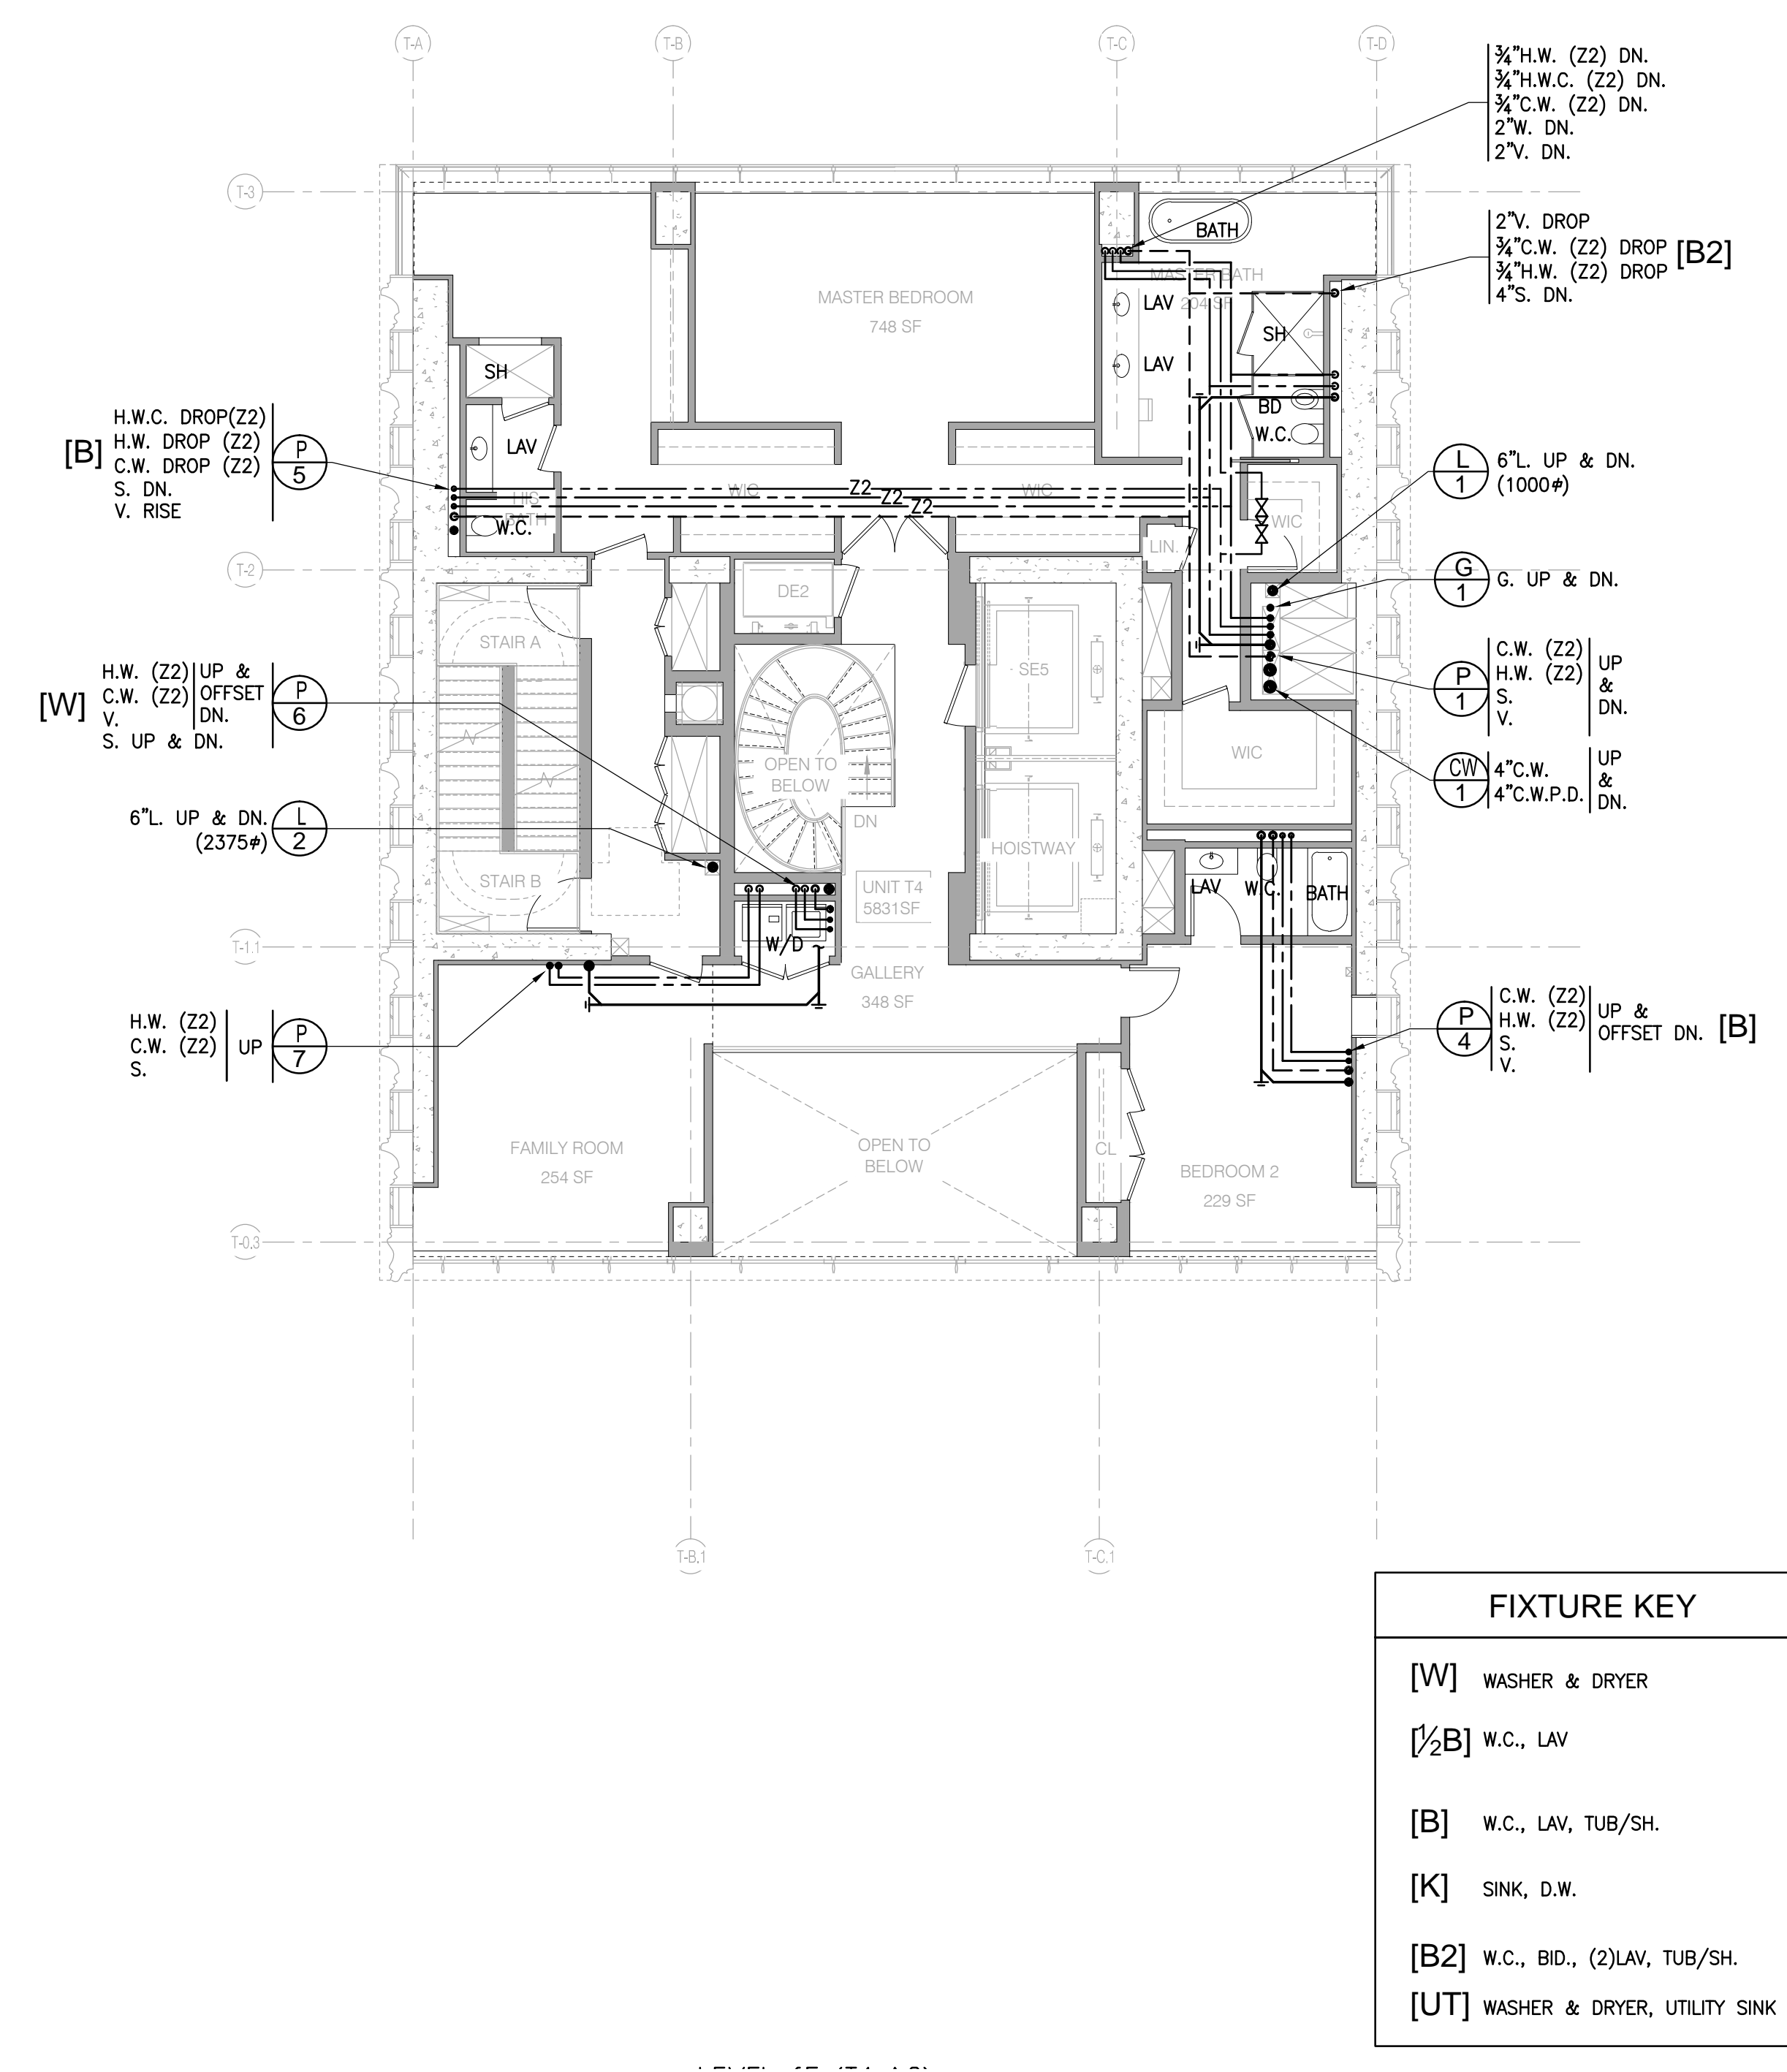 T-A
T-B
T-C
T-D
¾"H.W. (Z2) DN.
¾"H.W.C. (Z2) DN.
¾"C.W. (Z2) DN.
2"W. DN.
2"V. DN.
T-3
2"V. DROP
¾"C.W. (Z2) DROP
¾"H.W. (Z2) DROP
4"S. DN.
[B2]
BATH
MASTER BATH
204 SF
LAV
LAV
SH
BD
W.C.
MASTER BEDROOM
748 SF
SH
LAV
HIS
BATH
W.C.
[B]
H.W.C. DROP(Z2)
H.W. DROP (Z2)
C.W. DROP (Z2)
S. DN.
V. RISE
P
5
WIC
Z2
Z2
Z2
WIC
WIC
LIN.
L
1
6"L. UP & DN.
(1000#)
G
1
G. UP & DN.
T-2
DE2
STAIR A
SE5
[W]
H.W. (Z2)
C.W. (Z2)
V.
S. UP & DN.
UP &
OFFSET
DN.
P
6
P
1
C.W. (Z2)
H.W. (Z2)
S.
V.
UP
&
DN.
WIC
OPEN TO
BELOW
DN
CW
1
4"C.W.
4"C.W.P.D.
UP
&
DN.
6"L. UP & DN.
(2375#)
L
2
HOISTWAY
STAIR B
UNIT T4
5831SF
LAV
W.C.
BATH
W/D
T-1.1
GALLERY
348 SF
H.W. (Z2)
C.W. (Z2)
S.
UP
P
7
P
4
C.W. (Z2)
H.W. (Z2)
S.
V.
UP &
OFFSET DN.
[B]
FAMILY ROOM
254 SF
OPEN TO
BELOW
CL
BEDROOM 2
229 SF
T-0.3
T-B.1
T-C.1
FIXTURE KEY
[W] WASHER & DRYER
[½B] W.C., LAV
[B] W.C., LAV, TUB/SH.
[K] SINK, D.W.
[B2] W.C., BID., (2)LAV, TUB/SH.
[UT] WASHER & DRYER, UTILITY SINK